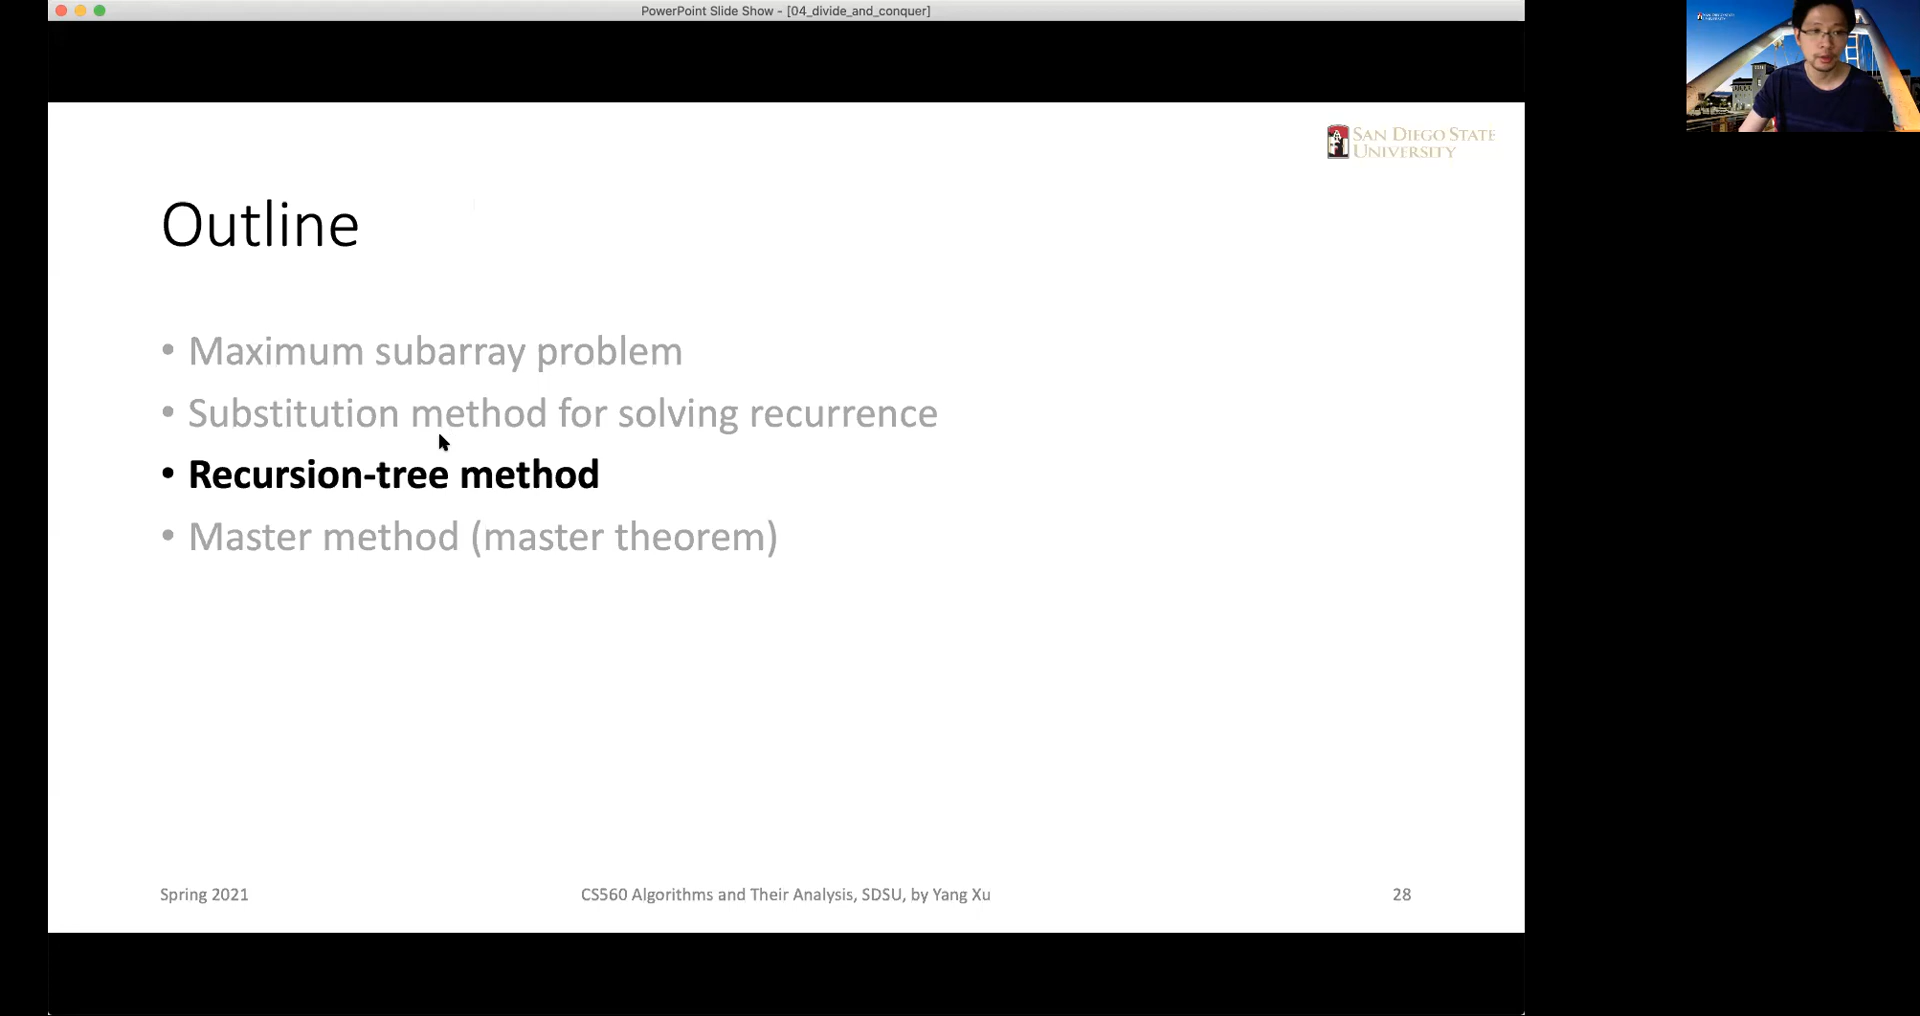 PowerPoint Slide Show - [04_divide_and_conquer]
SAN DIEGO STATE
UNIVERSITY
Outline
• Maximum subarray problem
• Substitution method for solving recurrence
• Recursion-tree method
• Master method (master theorem)
Spring 2021
CS560 Algorithms and Their Analysis, SDSU, by Yang Xu
28